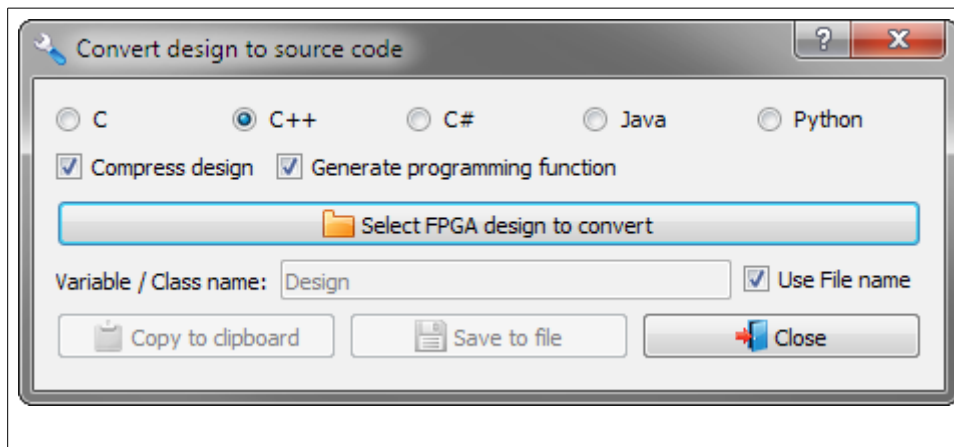 Convert design to source code
C C++ C# Java Python
Compress design Generate programming function
Select FPGA design to convert
Variable / Class name: Design Use File name
Copy to clipboard Save to file Close